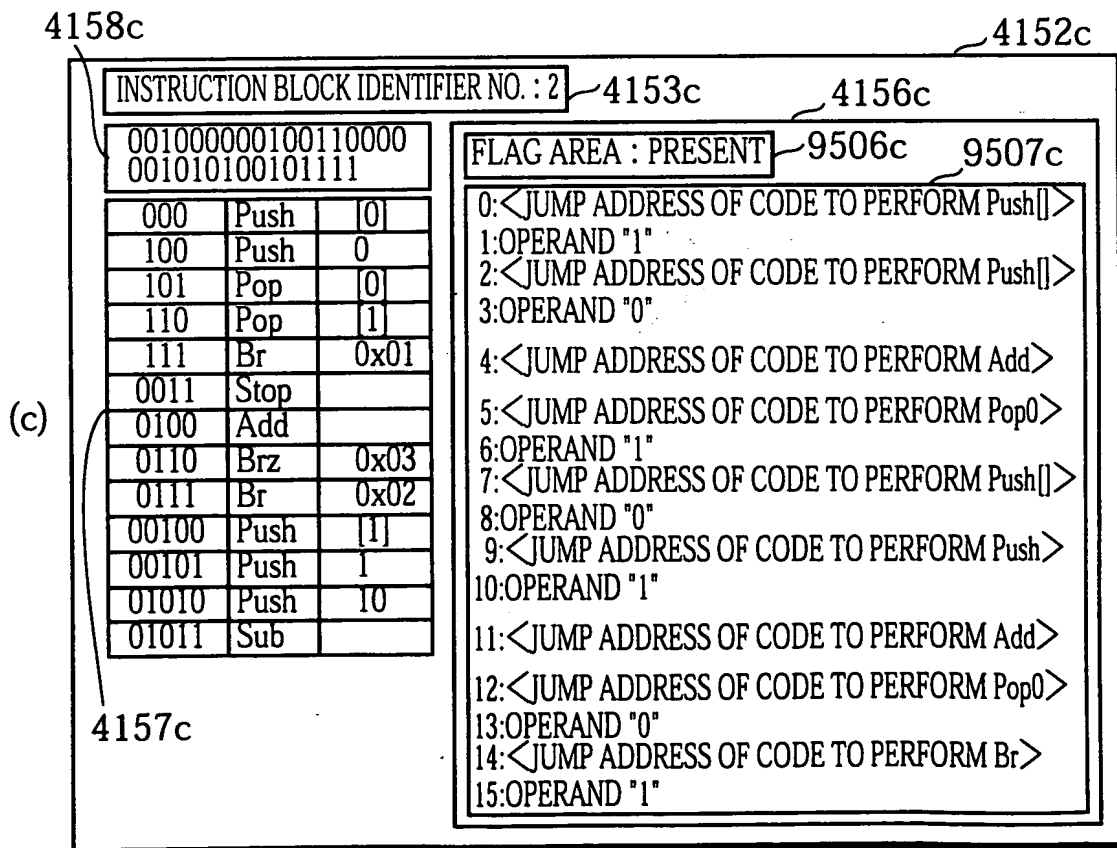 4158c
4152c
INSTRUCTION BLOCK IDENTIFIER NO. : 2
4153c
4156c
001000000100110000
001010100101111
000 Push [0]
100 Push 0
101 Pop [0]
110 Pop [1]
111 Br 0x01
0011 Stop
0100 Add
0110 Brz 0x03
0111 Br 0x02
00100 Push [1]
00101 Push 1
01010 Push 10
01011 Sub
(c)
4157c
FLAG AREA : PRESENT
9506c
9507c
0:<JUMP ADDRESS OF CODE TO PERFORM Push[]>
1:OPERAND "1"
2:<JUMP ADDRESS OF CODE TO PERFORM Push[]>
3:OPERAND "0"
4:<JUMP ADDRESS OF CODE TO PERFORM Add>
5:<JUMP ADDRESS OF CODE TO PERFORM Pop0>
6:OPERAND "1"
7:<JUMP ADDRESS OF CODE TO PERFORM Push[]>
8:OPERAND "0"
9:<JUMP ADDRESS OF CODE TO PERFORM Push>
10:OPERAND "1"
11:<JUMP ADDRESS OF CODE TO PERFORM Add>
12:<JUMP ADDRESS OF CODE TO PERFORM Pop0>
13:OPERAND "0"
14:<JUMP ADDRESS OF CODE TO PERFORM Br>
15:OPERAND "1"